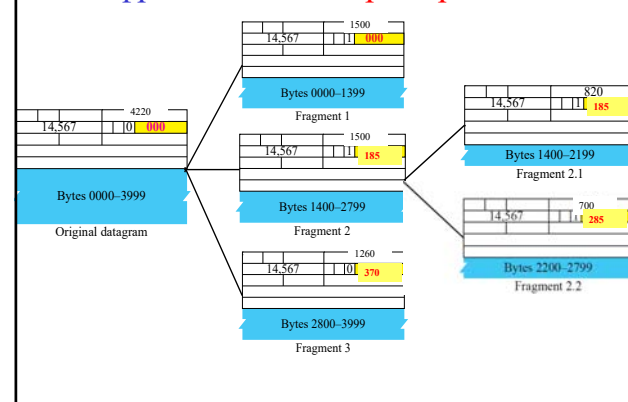 1500
14,567 1 000
Bytes 0000–1399
Fragment 1
4220
14,567 0 000
Bytes 0000–3999
Original datagram
1500
14,567 1 185
Bytes 1400–2799
Fragment 2
1260
14,567 0 370
Bytes 2800–3999
Fragment 3
820
14,567 1 185
Bytes 1400–2199
Fragment 2.1
700
14,567 285
Bytes 2200–2799
Fragment 2.2